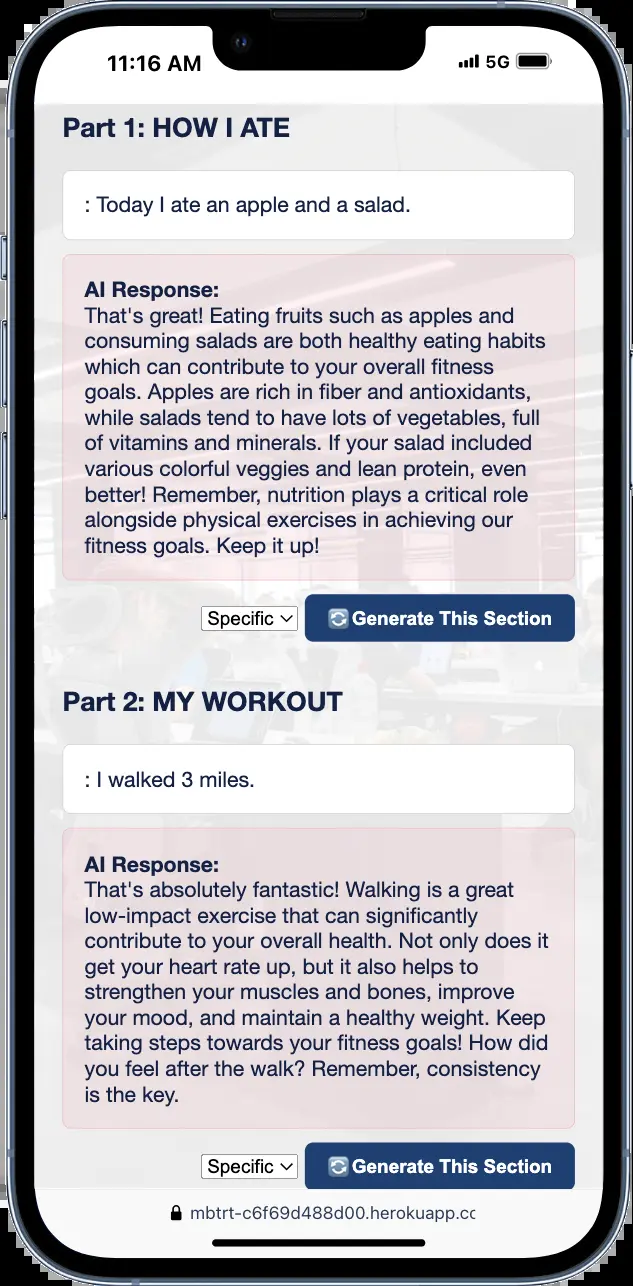 11:16 AM
5G
Part 1: HOW I ATE
: Today I ate an apple and a salad.
AI Response:
That's great! Eating fruits such as apples and
consuming salads are both healthy eating habits
which can contribute to your overall fitness
goals. Apples are rich in fiber and antioxidants,
while salads tend to have lots of vegetables, full
of vitamins and minerals. If your salad included
various colorful veggies and lean protein, even
better! Remember, nutrition plays a critical role
alongside physical exercises in achieving our
fitness goals. Keep it up!
Specific
Generate This Section
Part 2: MY WORKOUT
: I walked 3 miles.
AI Response:
That's absolutely fantastic! Walking is a great
low-impact exercise that can significantly
contribute to your overall health. Not only does it
get your heart rate up, but it also helps to
strengthen your muscles and bones, improve
your mood, and maintain a healthy weight. Keep
taking steps towards your fitness goals! How did
you feel after the walk? Remember, consistency
is the key.
Specific
Generate This Section
mbtrt-c6f69d488d00.herokuapp.cc